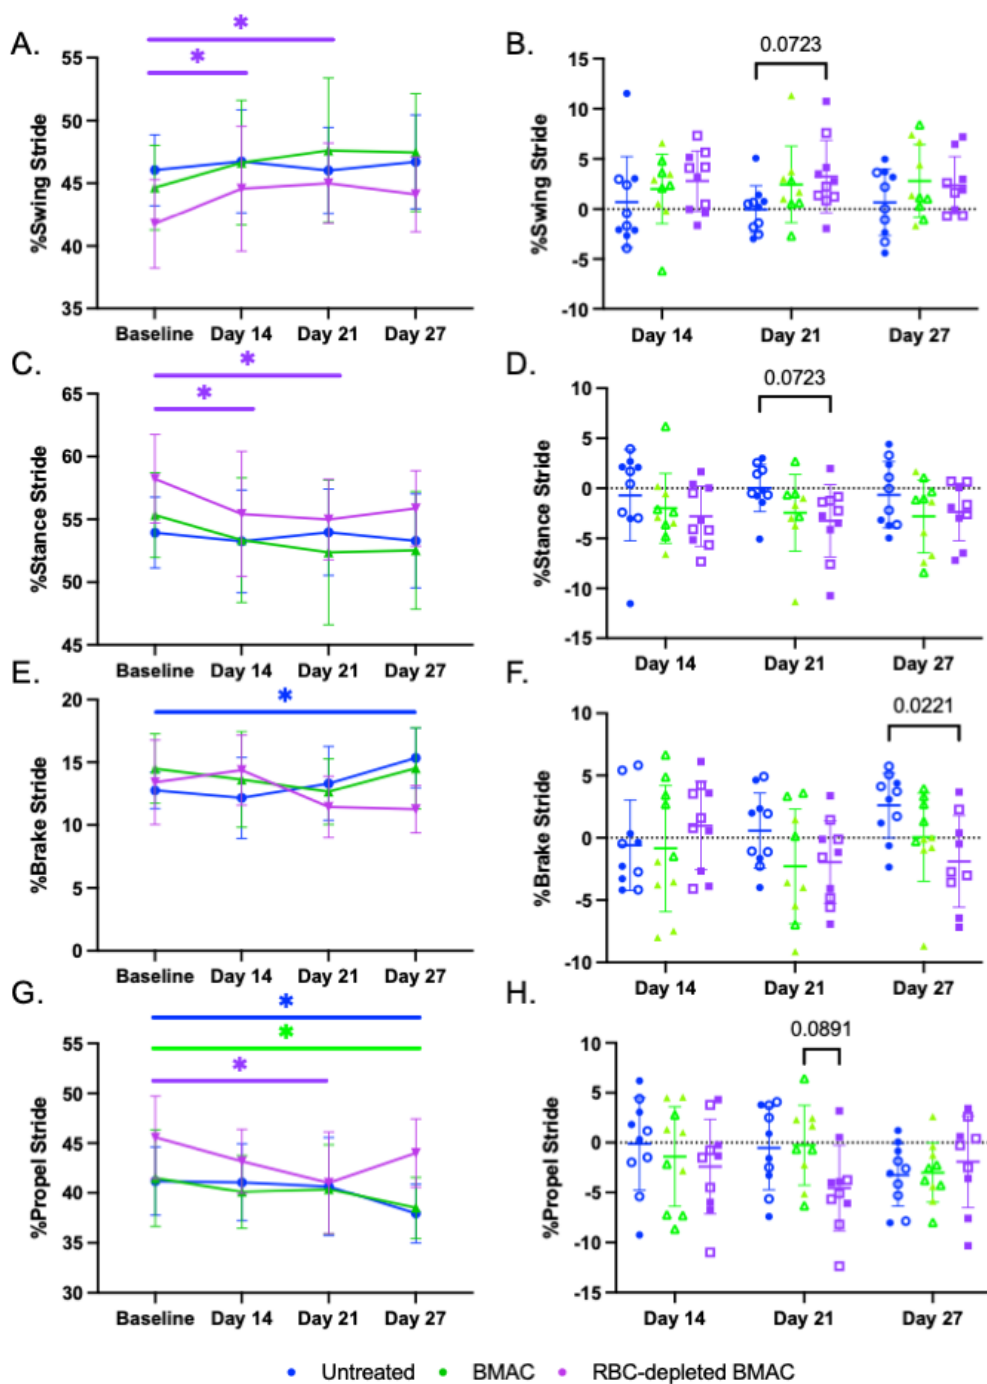 A.
%Swing Stride
55
50
45
40
35
Baseline Day 14 Day 21 Day 27
*
*
B.
%Swing Stride
15
10
5
0
-5
-10
0.0723
Day 14 Day 21 Day 27
C.
%Stance Stride
65
60
55
50
45
Baseline Day 14 Day 21 Day 27
*
*
D.
%Stance Stride
10
5
0
-5
-10
-15
0.0723
Day 14 Day 21 Day 27
E.
%Brake Stride
20
15
10
5
0
Baseline Day 14 Day 21 Day 27
*
F.
%Brake Stride
10
5
0
-5
-10
0.0221
Day 14 Day 21 Day 27
G.
%Propel Stride
55
50
45
40
35
30
Baseline Day 14 Day 21 Day 27
*
*
*
H.
%Propel Stride
10
5
0
-5
-10
-15
0.0891
Day 14 Day 21 Day 27
Untreated BMAC RBC-depleted BMAC